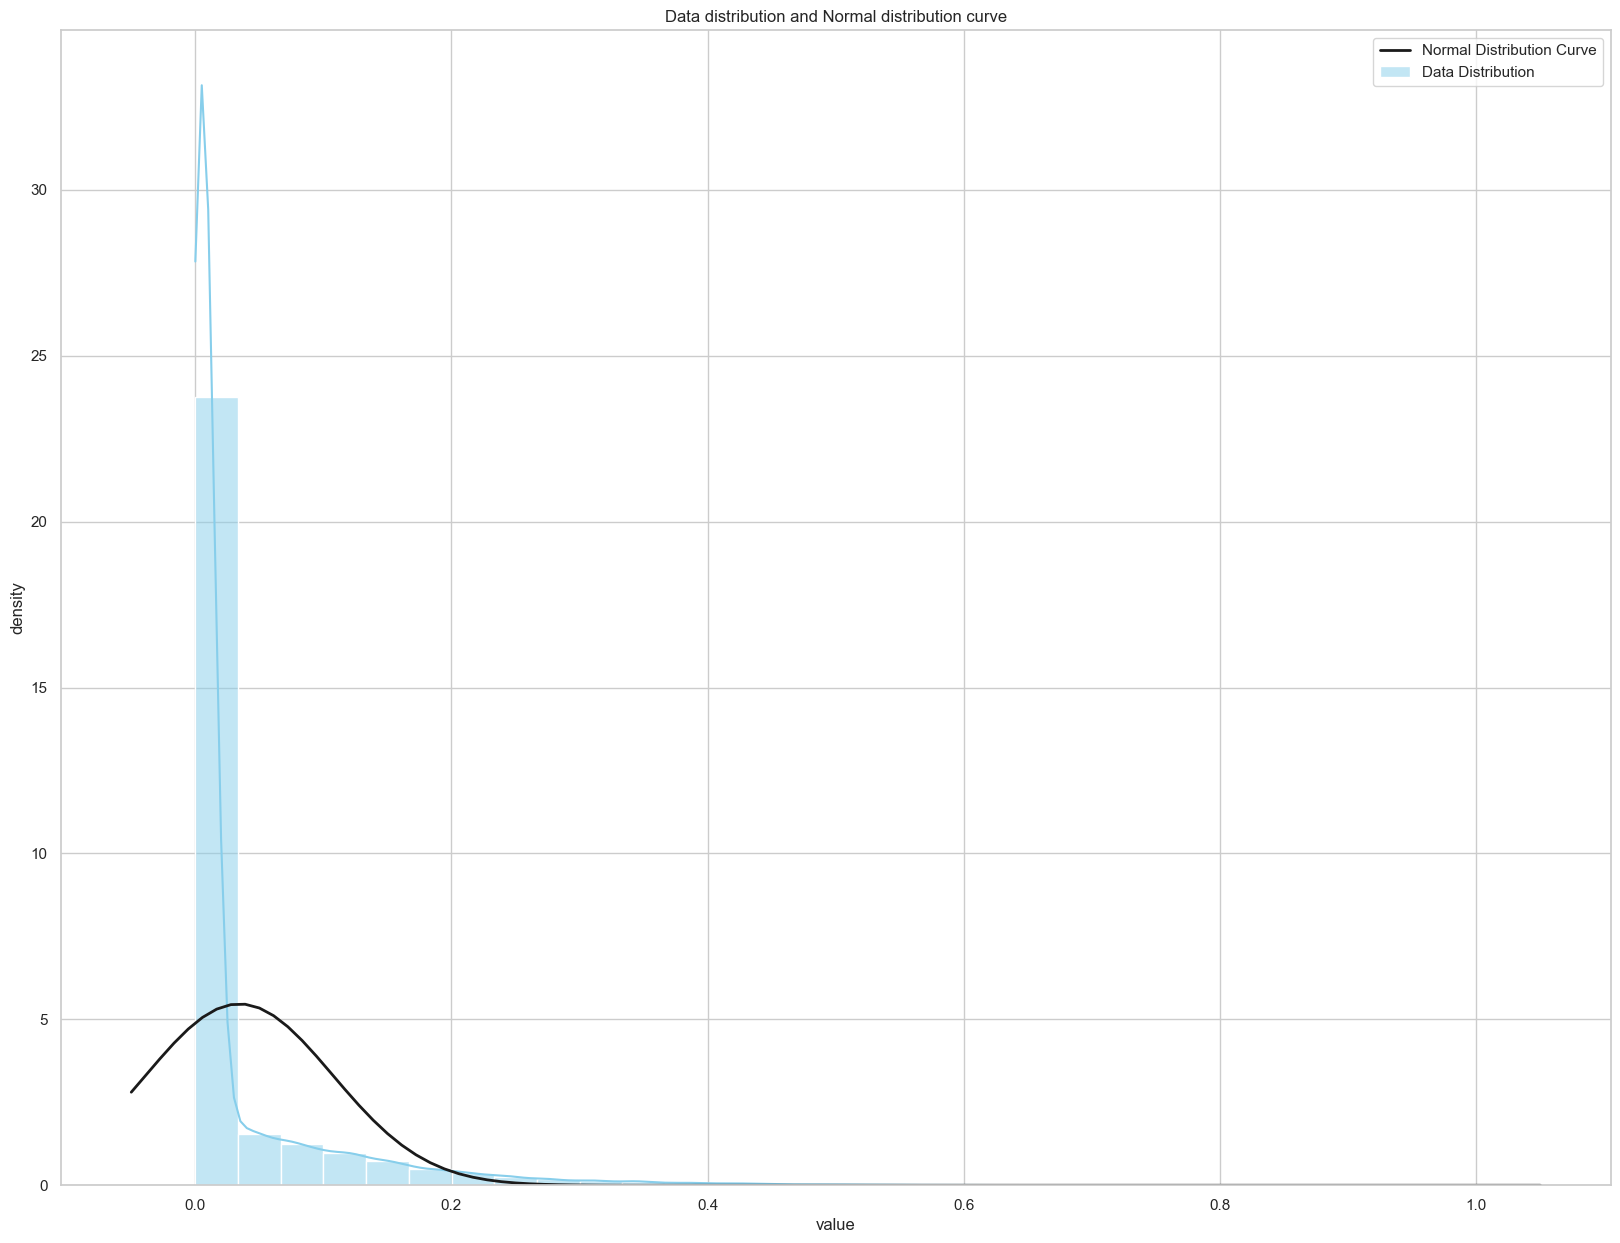 Data distribution and Normal distribution curve
Normal Distribution Curve
Data Distribution
density
30
25
20
15
10
5
0
0.0 0.2 0.4 0.6 0.8 1.0
value